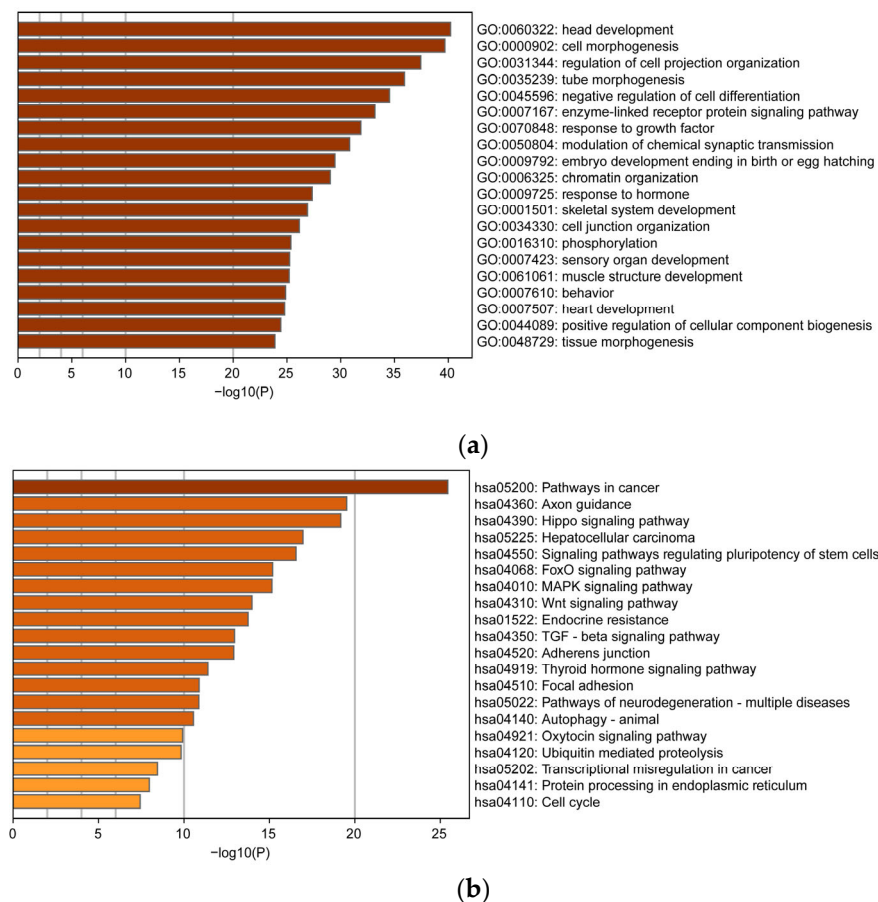 GO:0060322: head development
GO:0000902: cell morphogenesis
GO:0031344: regulation of cell projection organization
GO:0035239: tube morphogenesis
GO:0045596: negative regulation of cell differentiation
GO:0007167: enzyme-linked receptor protein signaling pathway
GO:0070848: response to growth factor
GO:0050804: modulation of chemical synaptic transmission
GO:0009792: embryo development ending in birth or egg hatching
GO:0006325: chromatin organization
GO:0009725: response to hormone
GO:0001501: skeletal system development
GO:0034330: cell junction organization
GO:0016310: phosphorylation
GO:0007423: sensory organ development
GO:0061061: muscle structure development
GO:0007610: behavior
GO:0007507: heart development
GO:0044089: positive regulation of cellular component biogenesis
GO:0048729: tissue morphogenesis
0 5 10 15 20 25 30 35 40
−log10(P)
(a)
hsa05200: Pathways in cancer
hsa04360: Axon guidance
hsa04390: Hippo signaling pathway
hsa05225: Hepatocellular carcinoma
hsa04550: Signaling pathways regulating pluripotency of stem cells
hsa04068: FoxO signaling pathway
hsa04010: MAPK signaling pathway
hsa04310: Wnt signaling pathway
hsa01522: Endocrine resistance
hsa04350: TGF - beta signaling pathway
hsa04520: Adherens junction
hsa04919: Thyroid hormone signaling pathway
hsa04510: Focal adhesion
hsa05022: Pathways of neurodegeneration - multiple diseases
hsa04140: Autophagy - animal
hsa04921: Oxytocin signaling pathway
hsa04120: Ubiquitin mediated proteolysis
hsa05202: Transcriptional misregulation in cancer
hsa04141: Protein processing in endoplasmic reticulum
hsa04110: Cell cycle
0 5 10 15 20 25
−log10(P)
(b)